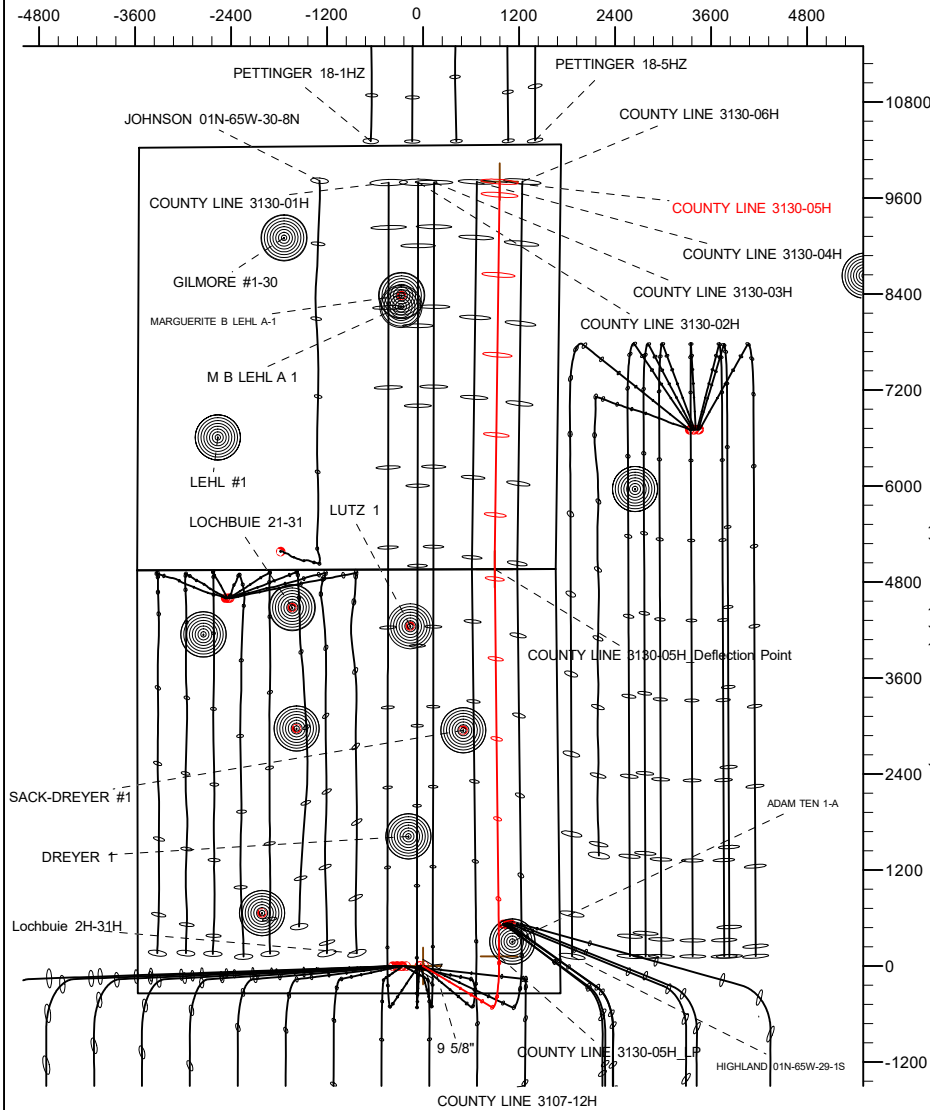 -4800 -3600 -2400 -1200 0 1200 2400 3600 4800
PETTINGER 18-1HZ
PETTINGER 18-5HZ
10800
JOHNSON 01N-65W-30-8N
COUNTY LINE 3130-06H
9600
COUNTY LINE 3130-01H
COUNTY LINE 3130-05H
COUNTY LINE 3130-04H
GILMORE #1-30
COUNTY LINE 3130-03H
8400
MARGUERITE B LEHL A-1
COUNTY LINE 3130-02H
M B LEHL A 1
7200
6000
LEHL #1
LOCHBUIE 21-31
LUTZ 1
4800
COUNTY LINE 3130-05H_Deflection Point
3600
2400
SACK-DREYER #1
ADAM TEN 1-A
DREYER 1
1200
Lochbuie 2H-31H
0
9 5/8"
COUNTY LINE 3130-05H_LP
HIGHLAND 01N-65W-29-1S
-1200
COUNTY LINE 3107-12H